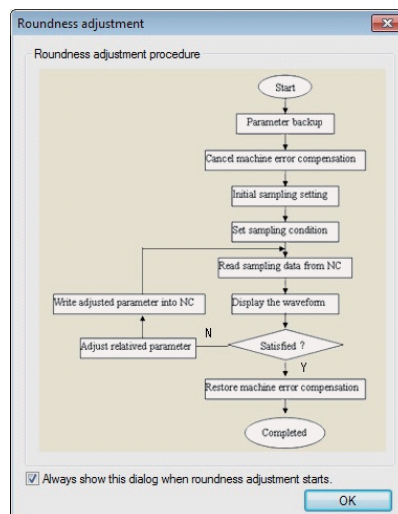 Roundness adjustment
Roundness adjustment procedure
Start
Parameter backup
Cancel machine error compensation
Initial sampling setting
Set sampling condition
Read sampling data from NC
Write adjusted parameter into NC
Display the waveform
N
Adjust relatived parameter
Satisfied ?
Y
Restore machine error compensation
Completed
Always show this dialog when roundness adjustment starts.
OK